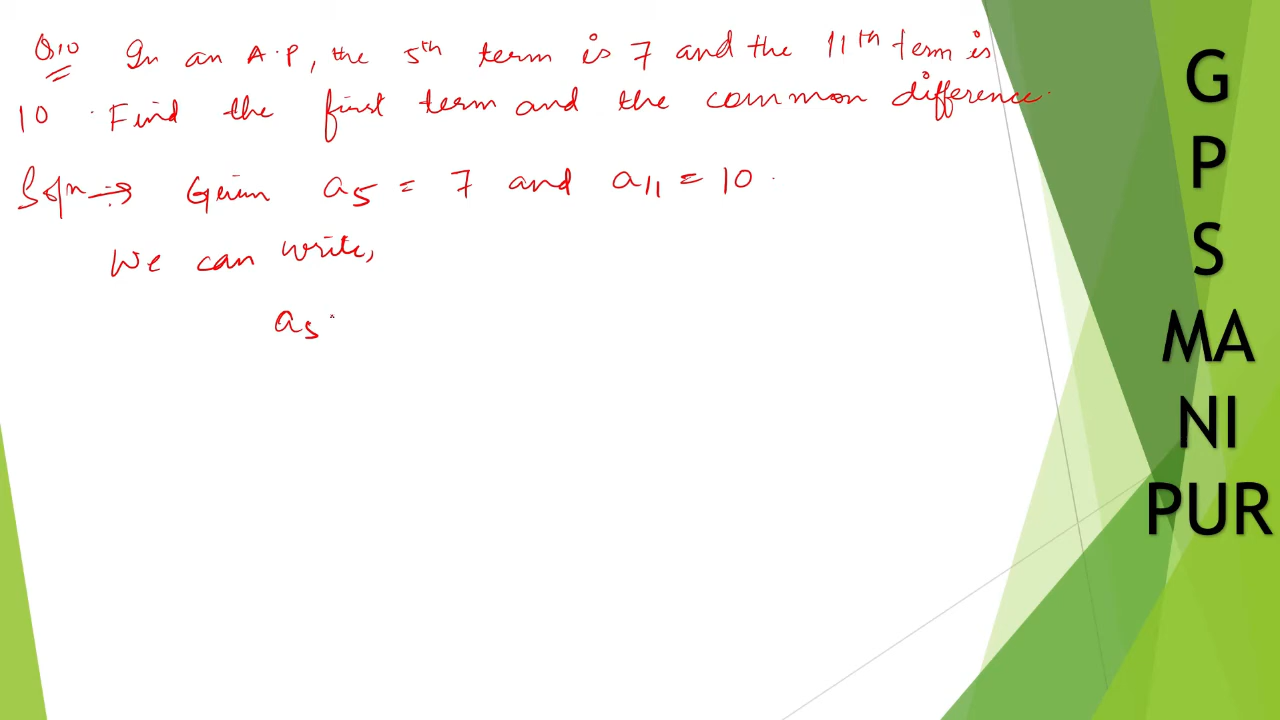 Q10 In an A.P, the 5th term is 7 and the 11th term is
10. Find the first term and the common difference.
Soln → Given a5 = 7 and a11 = 10.
We can write,
a5
G
P
S
MA
NI
PUR